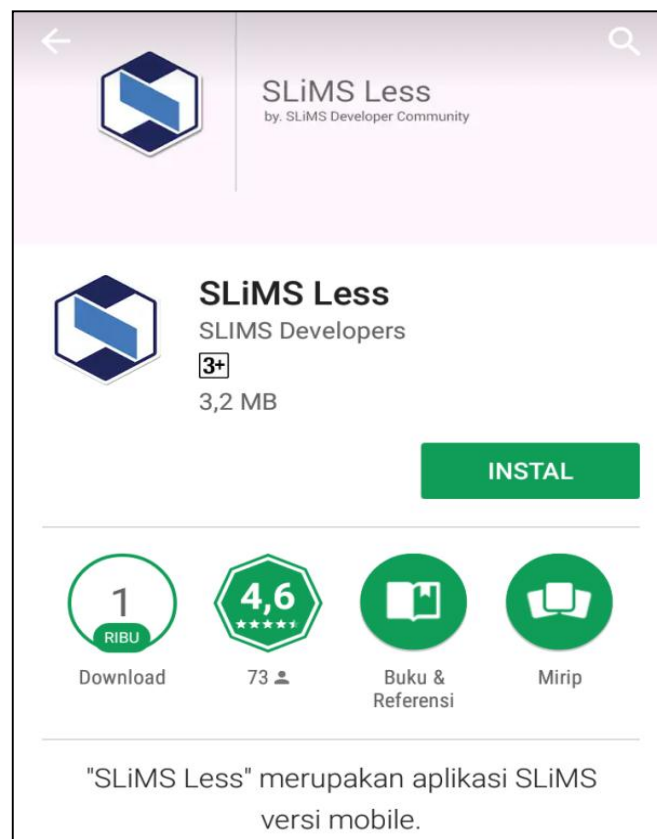 SLiMS Less
by. SLiMS Developer Community
SLiMS Less
SLIMS Developers
3+
3,2 MB
INSTAL
1
RIBU
Download
4,6
73
Buku &
Referensi
Mirip
"SLiMS Less" merupakan aplikasi SLiMS
versi mobile.